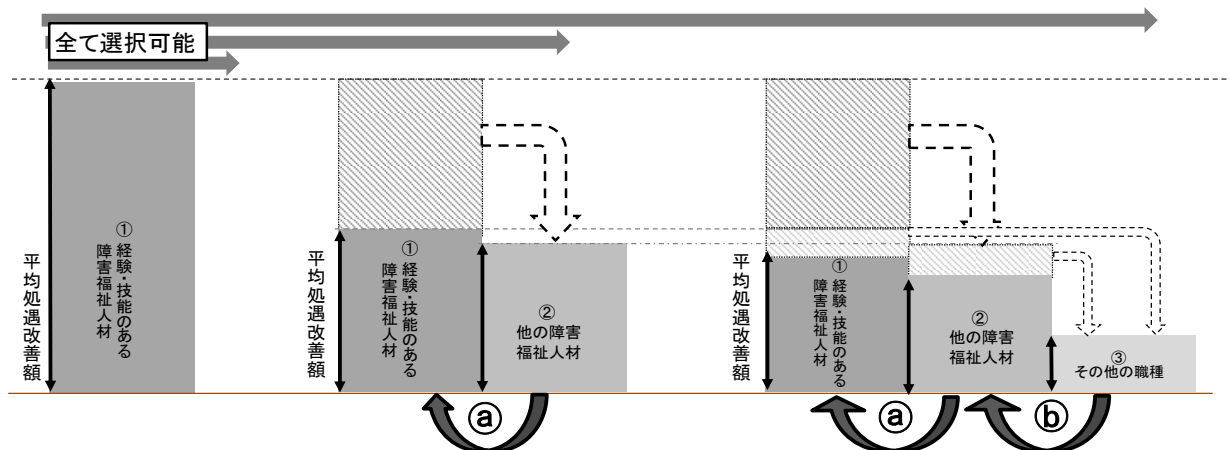 全て選択可能
平均処遇改善額
①経験・技能のある
障害福祉人材
平均処遇改善額
①経験・技能のある
障害福祉人材
②
他の障害
福祉人材
ⓐ
平均処遇改善額
①経験・技能のある
障害福祉人材
②
他の障害
福祉人材
③
その他の職種
ⓐ
ⓑ